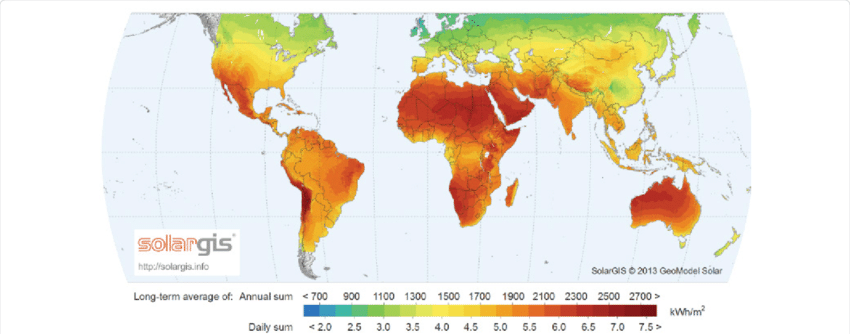 solargis
http://solargis.info
SolarGIS © 2013 GeoModel Solar
Long-term average of: Annual sum < 700 900 1100 1300 1500 1700 1900 2100 2300 2500 2700 > kWh/m²
Daily sum < 2.0 2.5 3.0 3.5 4.0 4.5 5.0 5.5 6.0 6.5 7.0 7.5 >